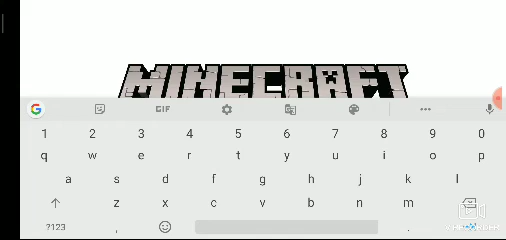 MINECRAFT
G GIF
1 2 3 4 5 6 7 8 9 0
q w e r t y u i o p
a s d f g h j k l
z x c v b n m
?123 , .